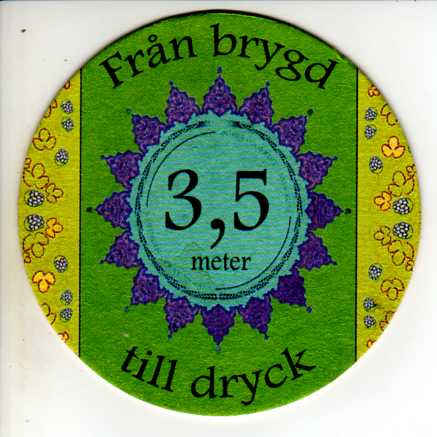 Från brygd
3,5
meter
till dryck